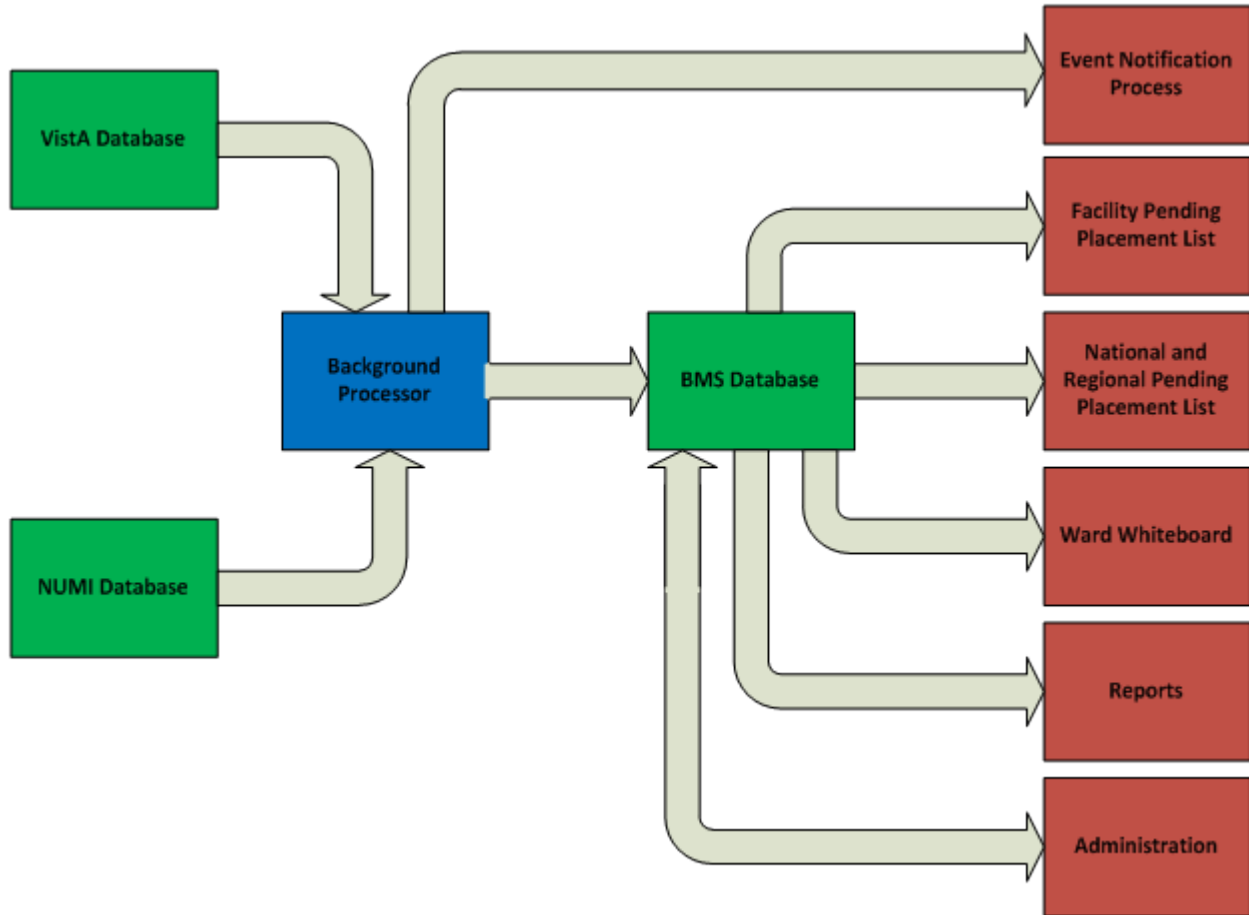 Event Notification
Process
VistA Database
Facility Pending
Placement List
Background
Processor
BMS Database
National and
Regional Pending
Placement List
Ward Whiteboard
NUMI Database
Reports
Administration